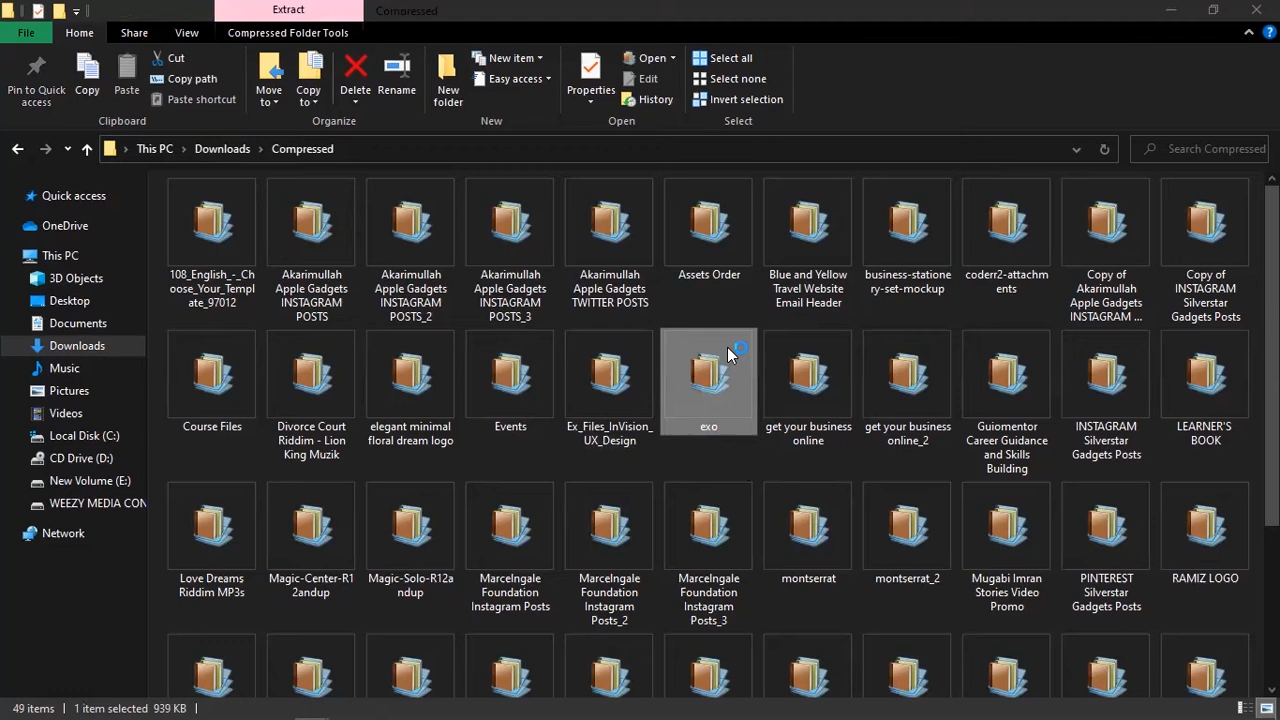 Extract
Compressed
File
Home
Share
View
Compressed Folder Tools
Pin to Quick
access
Copy
Paste
Cut
Copy path
Paste shortcut
Clipboard
Move
to
Copy
to
Delete
Rename
Organize
New
folder
New item
Easy access
New
Properties
Open
Edit
History
Open
Select all
Select none
Invert selection
Select
This PC
Downloads
Compressed
Search Compressed
Quick access
OneDrive
This PC
3D Objects
Desktop
Documents
Downloads
Music
Pictures
Videos
Local Disk (C:)
CD Drive (D:)
New Volume (E:)
WEEZY MEDIA CON
Network
108_English_-_Ch
oose_Your_Templ
ate_97012
Akarimullah
Apple Gadgets
INSTAGRAM
POSTS
Akarimullah
Apple Gadgets
INSTAGRAM
POSTS_2
Akarimullah
Apple Gadgets
INSTAGRAM
POSTS_3
Akarimullah
Apple Gadgets
TWITTER POSTS
Assets Order
Blue and Yellow
Travel Website
Email Header
business-statione
ry-set-mockup
coderr2-attachm
ents
Copy of
Akarimullah
Apple Gadgets
INSTAGRAM ...
Copy of
INSTAGRAM
Silverstar
Gadgets Posts
Course Files
Divorce Court
Riddim - Lion
King Muzik
elegant minimal
floral dream logo
Events
Ex_Files_InVision_
UX_Design
exo
get your business
online
get your business
online_2
Guiomentor
Career Guidance
and Skills
Building
INSTAGRAM
Silverstar
Gadgets Posts
LEARNER'S
BOOK
Love Dreams
Riddim MP3s
Magic-Center-R1
2andup
Magic-Solo-R12a
ndup
MarceIngale
Foundation
Instagram Posts
MarceIngale
Foundation
Instagram
Posts_2
MarceIngale
Foundation
Instagram
Posts_3
montserrat
montserrat_2
Mugabi Imran
Stories Video
Promo
PINTEREST
Silverstar
Gadgets Posts
RAMIZ LOGO
49 items
1 item selected 939 KB